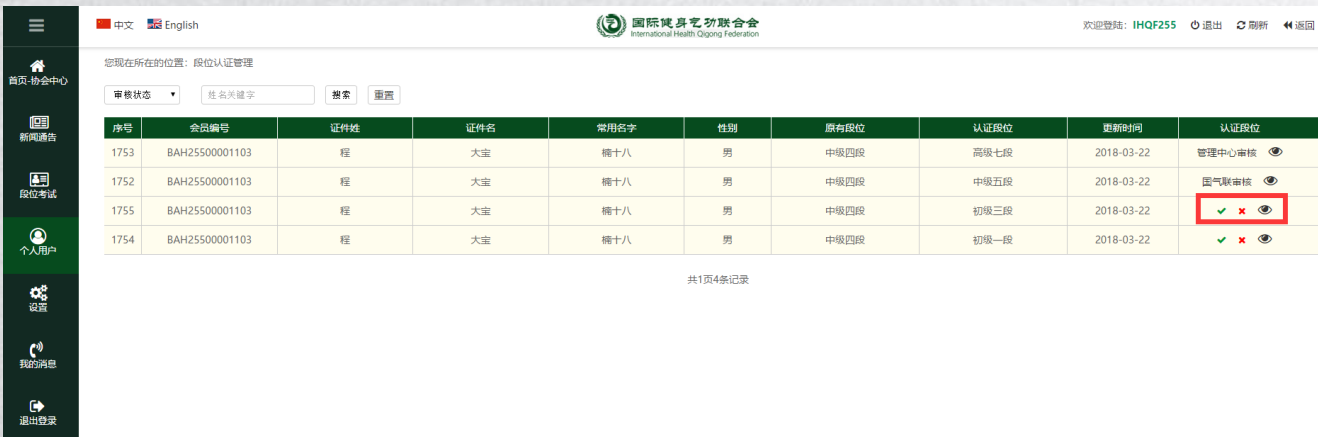 中文 English
国际健身气功联合会
International Health Qigong Federation
欢迎登陆: IHQF255 退出 刷新 返回
首页-协会中心
新闻通告
段位考试
个人用户
设置
我的消息
退出登录
您现在所在的位置: 段位认证管理
审核状态 姓名关键字 搜索 重置
序号 会员编号 证件姓 证件名 常用名字 性别 原有段位 认证段位 更新时间 认证段位
1753 BAH25500001103 程 大宝 楠十八 男 中级四段 高级七段 2018-03-22 管理中心审核
1752 BAH25500001103 程 大宝 楠十八 男 中级四段 中级五段 2018-03-22 国气联审核
1755 BAH25500001103 程 大宝 楠十八 男 中级四段 初级三段 2018-03-22
1754 BAH25500001103 程 大宝 楠十八 男 中级四段 初级一段 2018-03-22
共1页4条记录